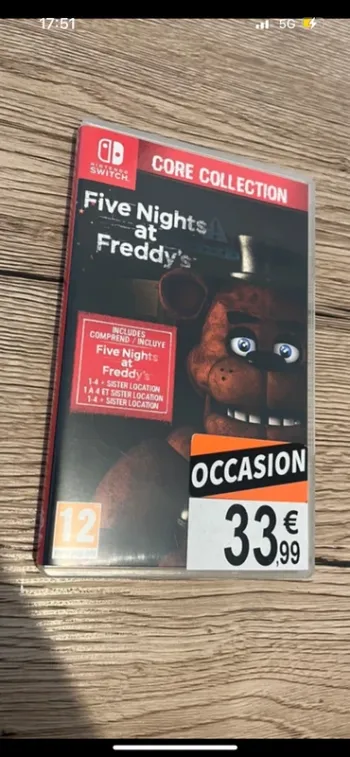 17:51
5G
NINTENDO
SWITCH
CORE COLLECTION
Five Nights
at
Freddy's
INCLUDES
COMPREND / INCLUYE
Five Nights
at
Freddy's
1-4 + SISTER LOCATION
1 À 4 ET SISTER LOCATION
1-4 + SISTER LOCATION
OCCASION
12
33€,99